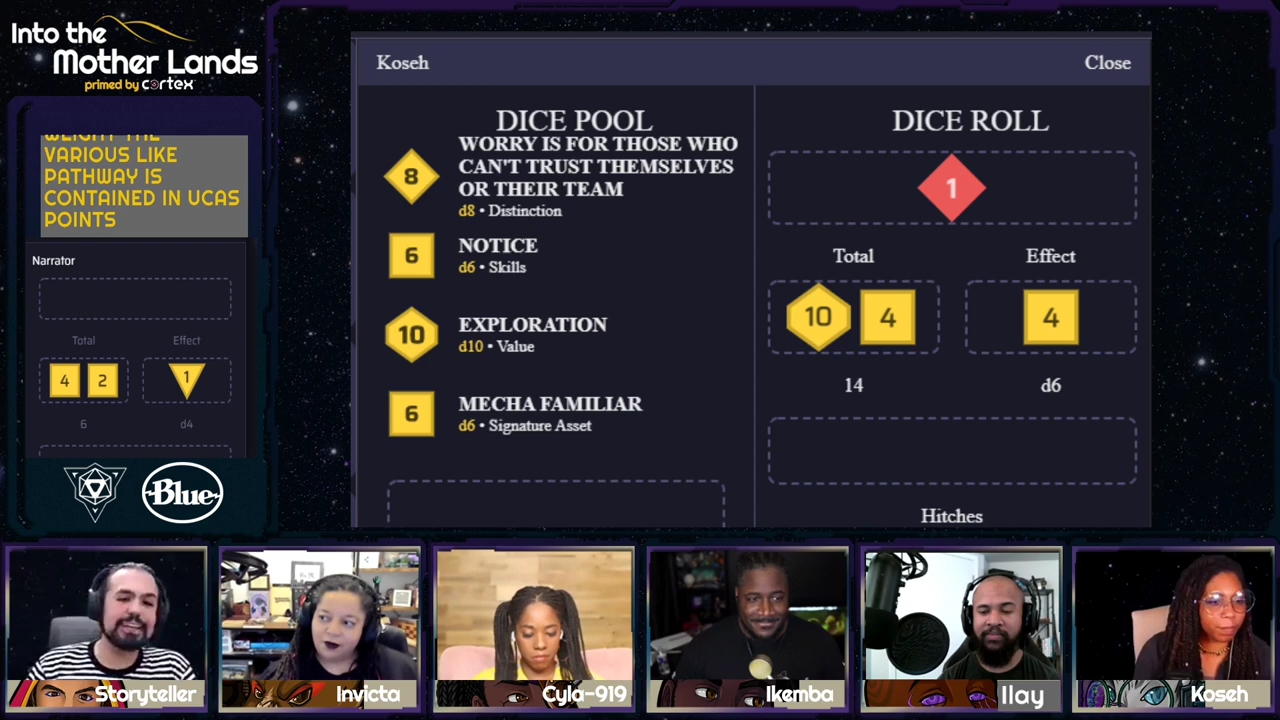 Into the
Mother Lands
primed by cortex
WEIGHT THE
VARIOUS LIKE
PATHWAY IS
CONTAINED IN UCAS
POINTS
Narrator
Total
Effect
4
2
1
6
d4
Blue
Koseh
Close
DICE POOL
8
WORRY IS FOR THOSE WHO
CAN'T TRUST THEMSELVES
OR THEIR TEAM
d8 • Distinction
6
NOTICE
d6 • Skills
10
EXPLORATION
d10 • Value
6
MECHA FAMILIAR
d6 • Signature Asset
DICE ROLL
1
Total
Effect
10
4
4
14
d6
Hitches
Storyteller
Invicta
Cyla-919
Ikemba
Ilay
Koseh